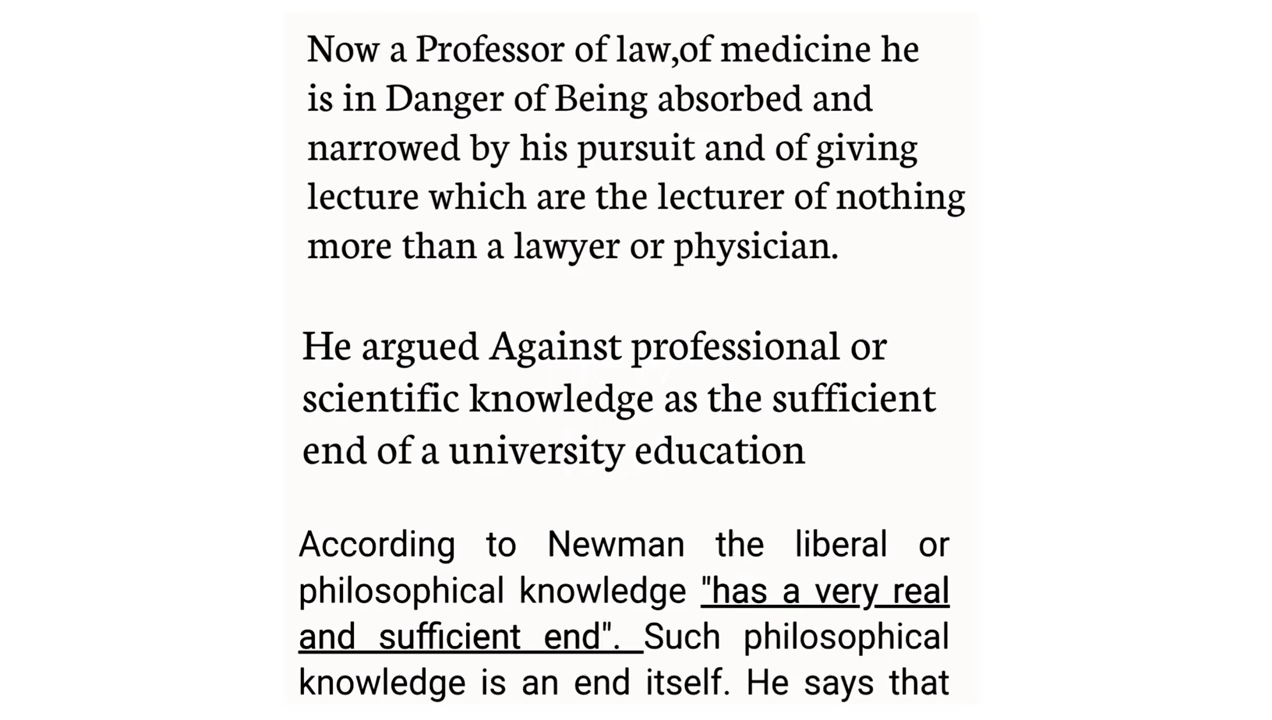 Now a Professor of law,of medicine he
is in Danger of Being absorbed and
narrowed by his pursuit and of giving
lecture which are the lecturer of nothing
more than a lawyer or physician.
He argued Against professional or
scientific knowledge as the sufficient
end of a university education
According to Newman the liberal or
philosophical knowledge "has a very real
and sufficient end". Such philosophical
knowledge is an end itself. He says that